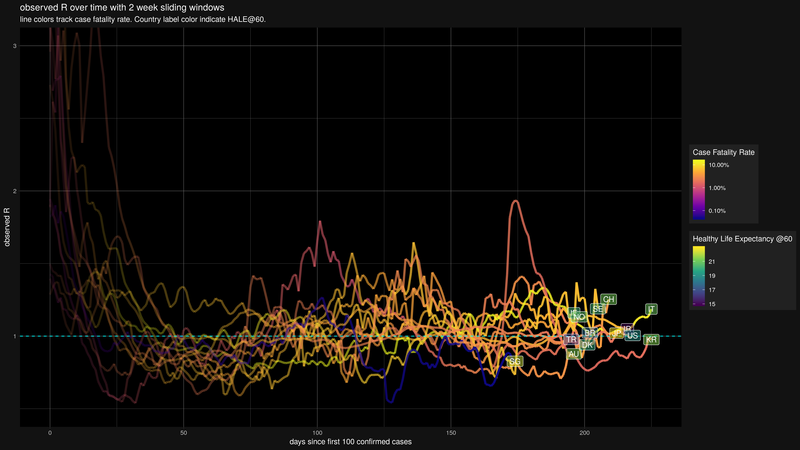 observed R over time with 2 week sliding windows
line colors track case fatality rate. Country label color indicate HALE@60.
observed R
3
2
1
0
50
100
150
200
days since first 100 confirmed cases
Case Fatality Rate
10.00%
1.00%
0.10%
Healthy Life Expectancy @60
21
19
17
15
CH
SE
IT
NO
BR
US
KR
TR
DK
AU
SG